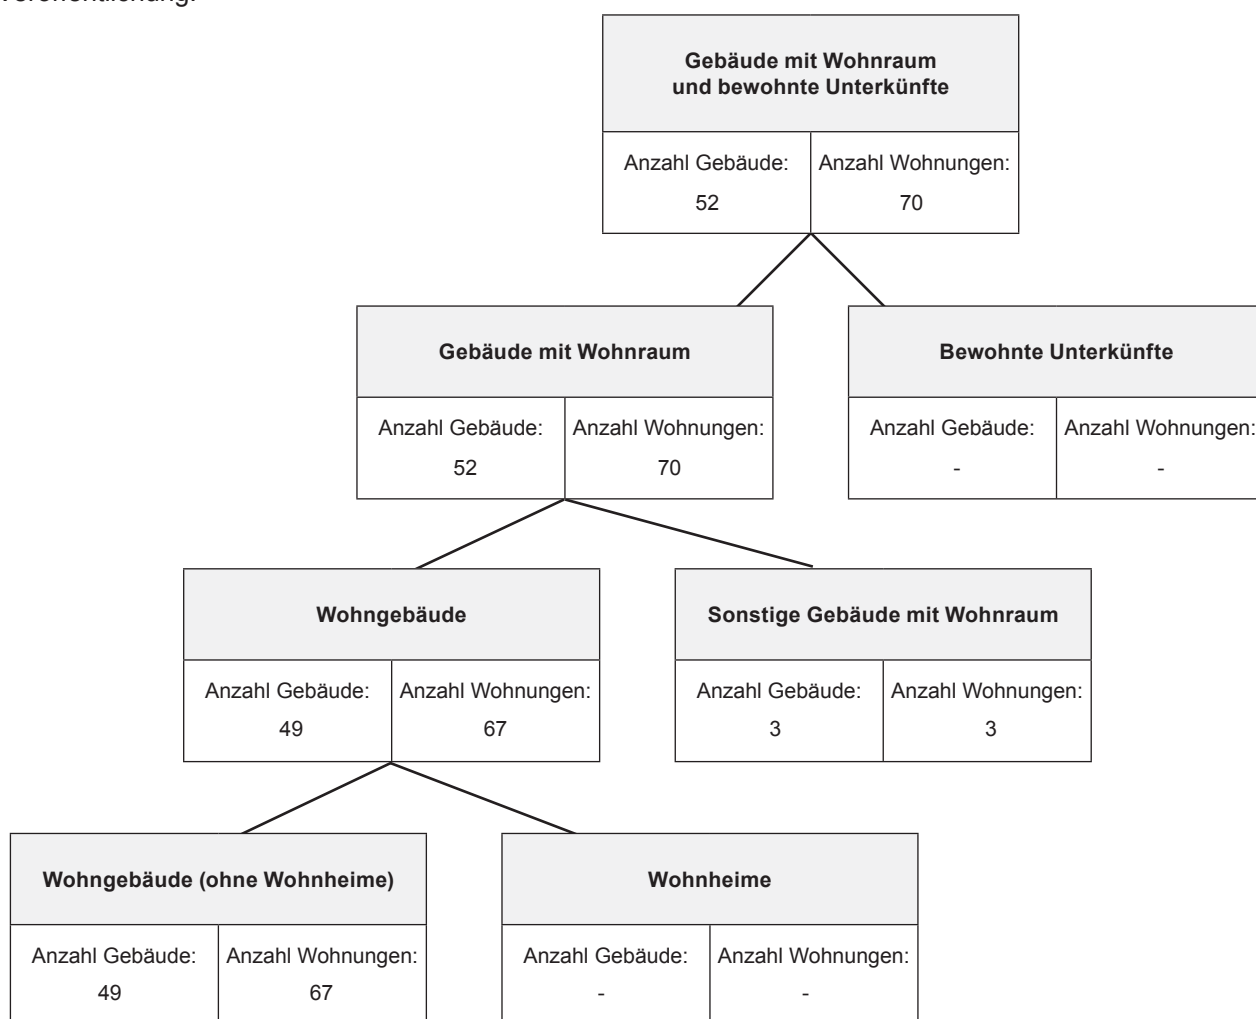 Veröffentlichung.
Gebäude mit Wohnraum
und bewohnte Unterkünfte
Anzahl Gebäude: Anzahl Wohnungen:
52 70
Gebäude mit Wohnraum Bewohnte Unterkünfte
Anzahl Gebäude: Anzahl Wohnungen: Anzahl Gebäude: Anzahl Wohnungen:
52 70 - -
Wohngebäude Sonstige Gebäude mit Wohnraum
Anzahl Gebäude: Anzahl Wohnungen: Anzahl Gebäude: Anzahl Wohnungen:
49 67 3 3
Wohngebäude (ohne Wohnheime) Wohnheime
Anzahl Gebäude: Anzahl Wohnungen: Anzahl Gebäude: Anzahl Wohnungen:
49 67 - -